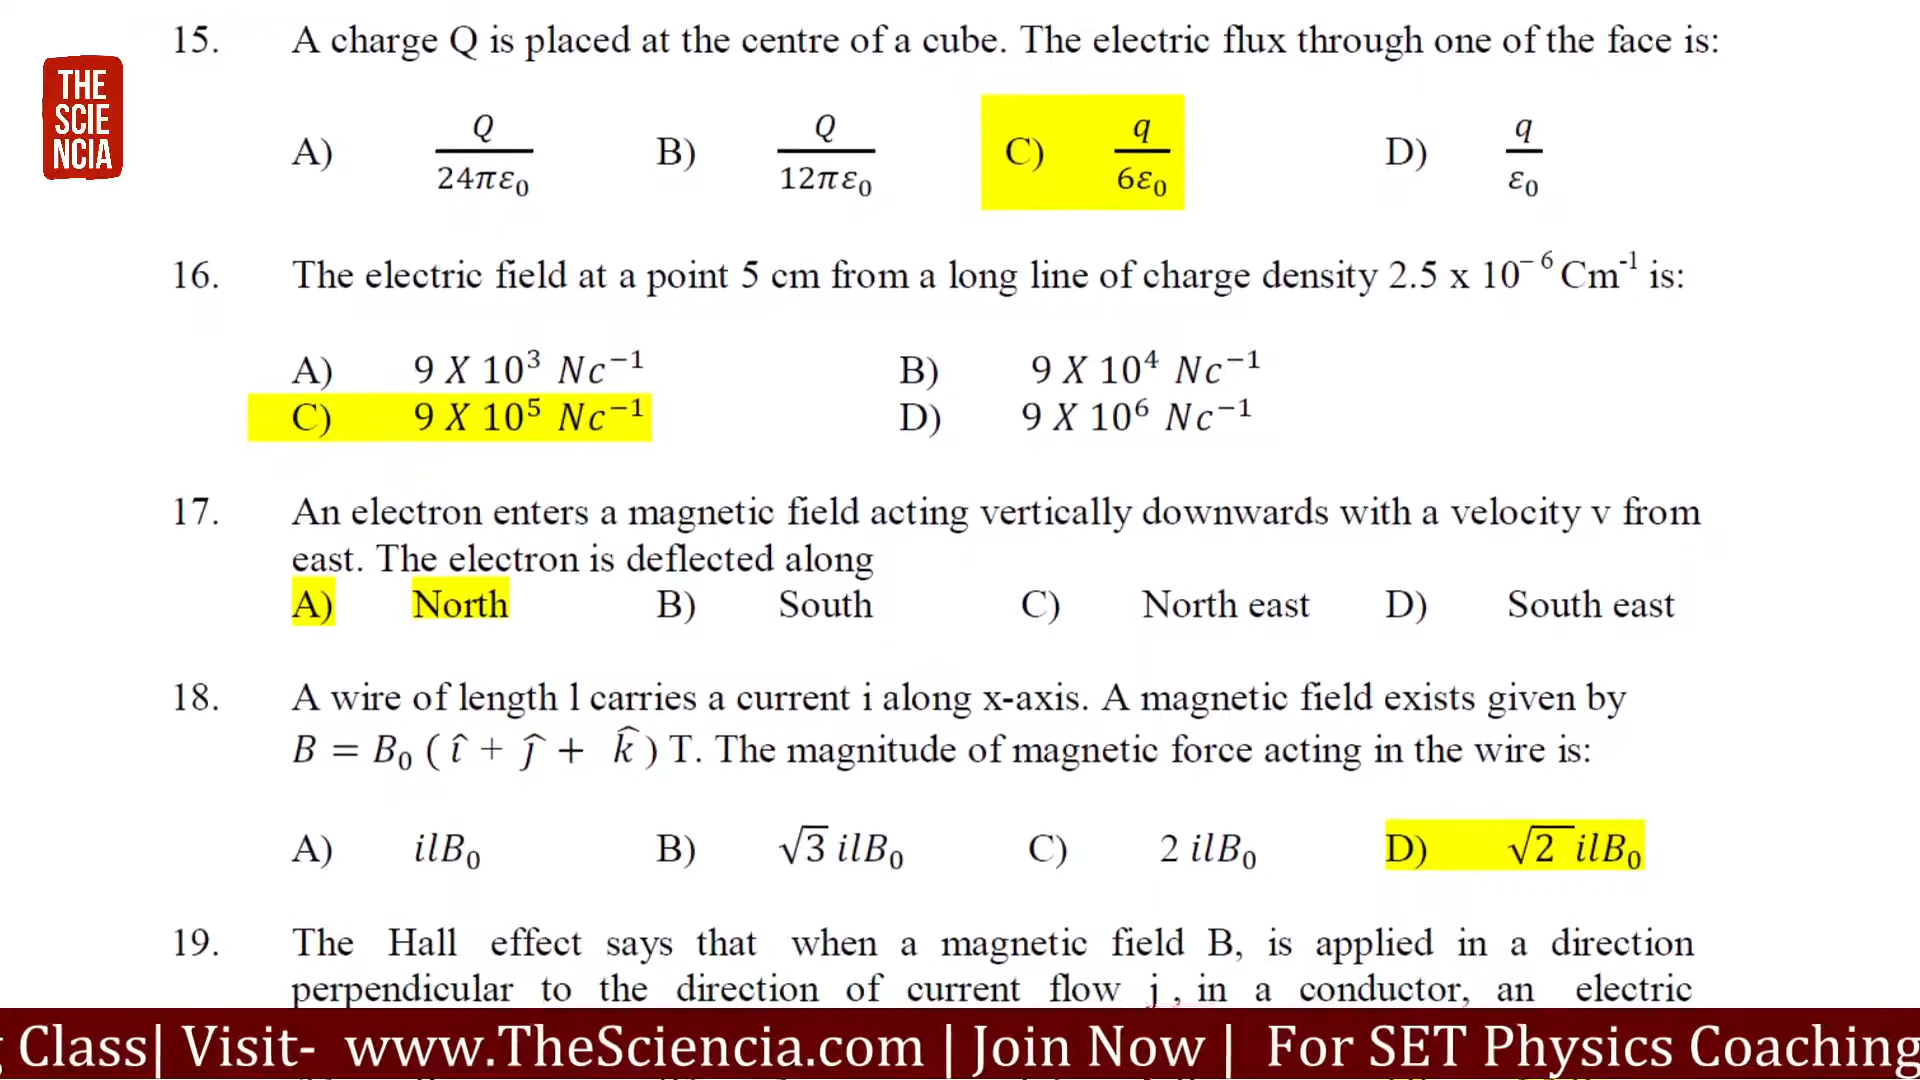 15. A charge Q is placed at the centre of a cube. The electric flux through one of the face is:
THE
SCIE
NCIA
A) Q/24πε₀ B) Q/12πε₀ C) q/6ε₀ D) q/ε₀
16. The electric field at a point 5 cm from a long line of charge density 2.5 x 10⁻⁶ Cm⁻¹ is:
A) 9 X 10³ Nc⁻¹ B) 9 X 10⁴ Nc⁻¹
C) 9 X 10⁵ Nc⁻¹ D) 9 X 10⁶ Nc⁻¹
17. An electron enters a magnetic field acting vertically downwards with a velocity v from
east. The electron is deflected along
A) North B) South C) North east D) South east
18. A wire of length l carries a current i along x-axis. A magnetic field exists given by
B = B₀ (î + ĵ + k̂) T. The magnitude of magnetic force acting in the wire is:
A) ilB₀ B) √3 ilB₀ C) 2 ilB₀ D) √2 ilB₀
19. The Hall effect says that when a magnetic field B, is applied in a direction
perpendicular to the direction of current flow j, in a conductor, an electric
Class| Visit- www.TheSciencia.com | Join Now | For SET Physics Coaching